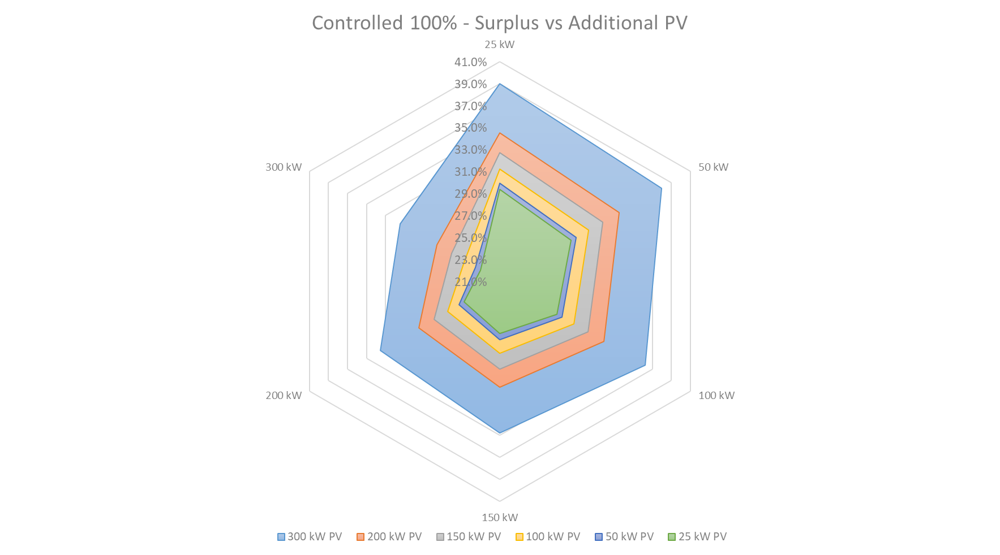 Controlled 100% - Surplus vs Additional PV
25 kW
41.0%
39.0%
37.0%
35.0%
33.0%
31.0%
29.0%
27.0%
25.0%
23.0%
21.0%
300 kW
50 kW
200 kW
100 kW
150 kW
300 kW PV
200 kW PV
150 kW PV
100 kW PV
50 kW PV
25 kW PV